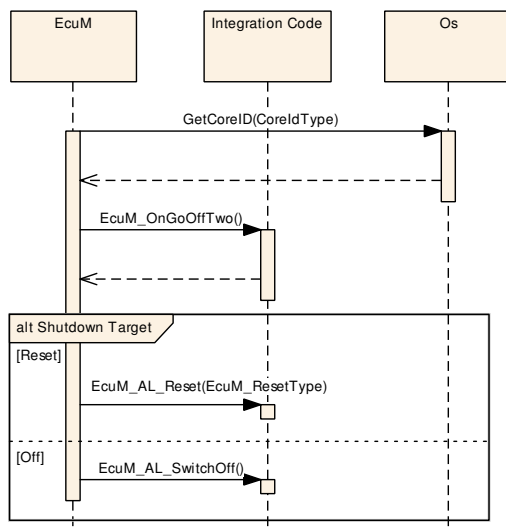 EcuM
Integration Code
Os
GetCoreID(CoreIdType)
EcuM_OnGoOffTwo()
alt Shutdown Target
[Reset]
EcuM_AL_Reset(EcuM_ResetType)
[Off]
EcuM_AL_SwitchOff()